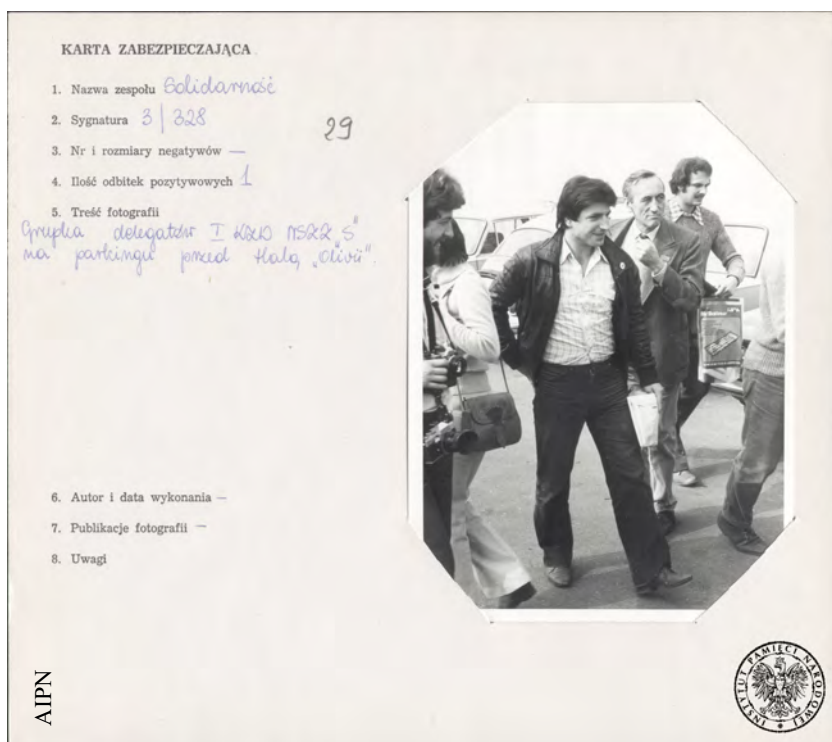 KARTA ZABEZPIECZAJĄCA
1. Nazwa zespołu Solidarność
2. Sygnatura 3 | 328
29
3. Nr i rozmiary negatywów —
4. Ilość odbitek pozytywowych 1
5. Treść fotografii
Grupka delegatów I KZD NSZZ „S”
na parkingu przed Halą „Olivii”.
6. Autor i data wykonania —
7. Publikacje fotografii —
8. Uwagi
AIPN
INSTYTUT PAMIĘCI NARODOWEJ